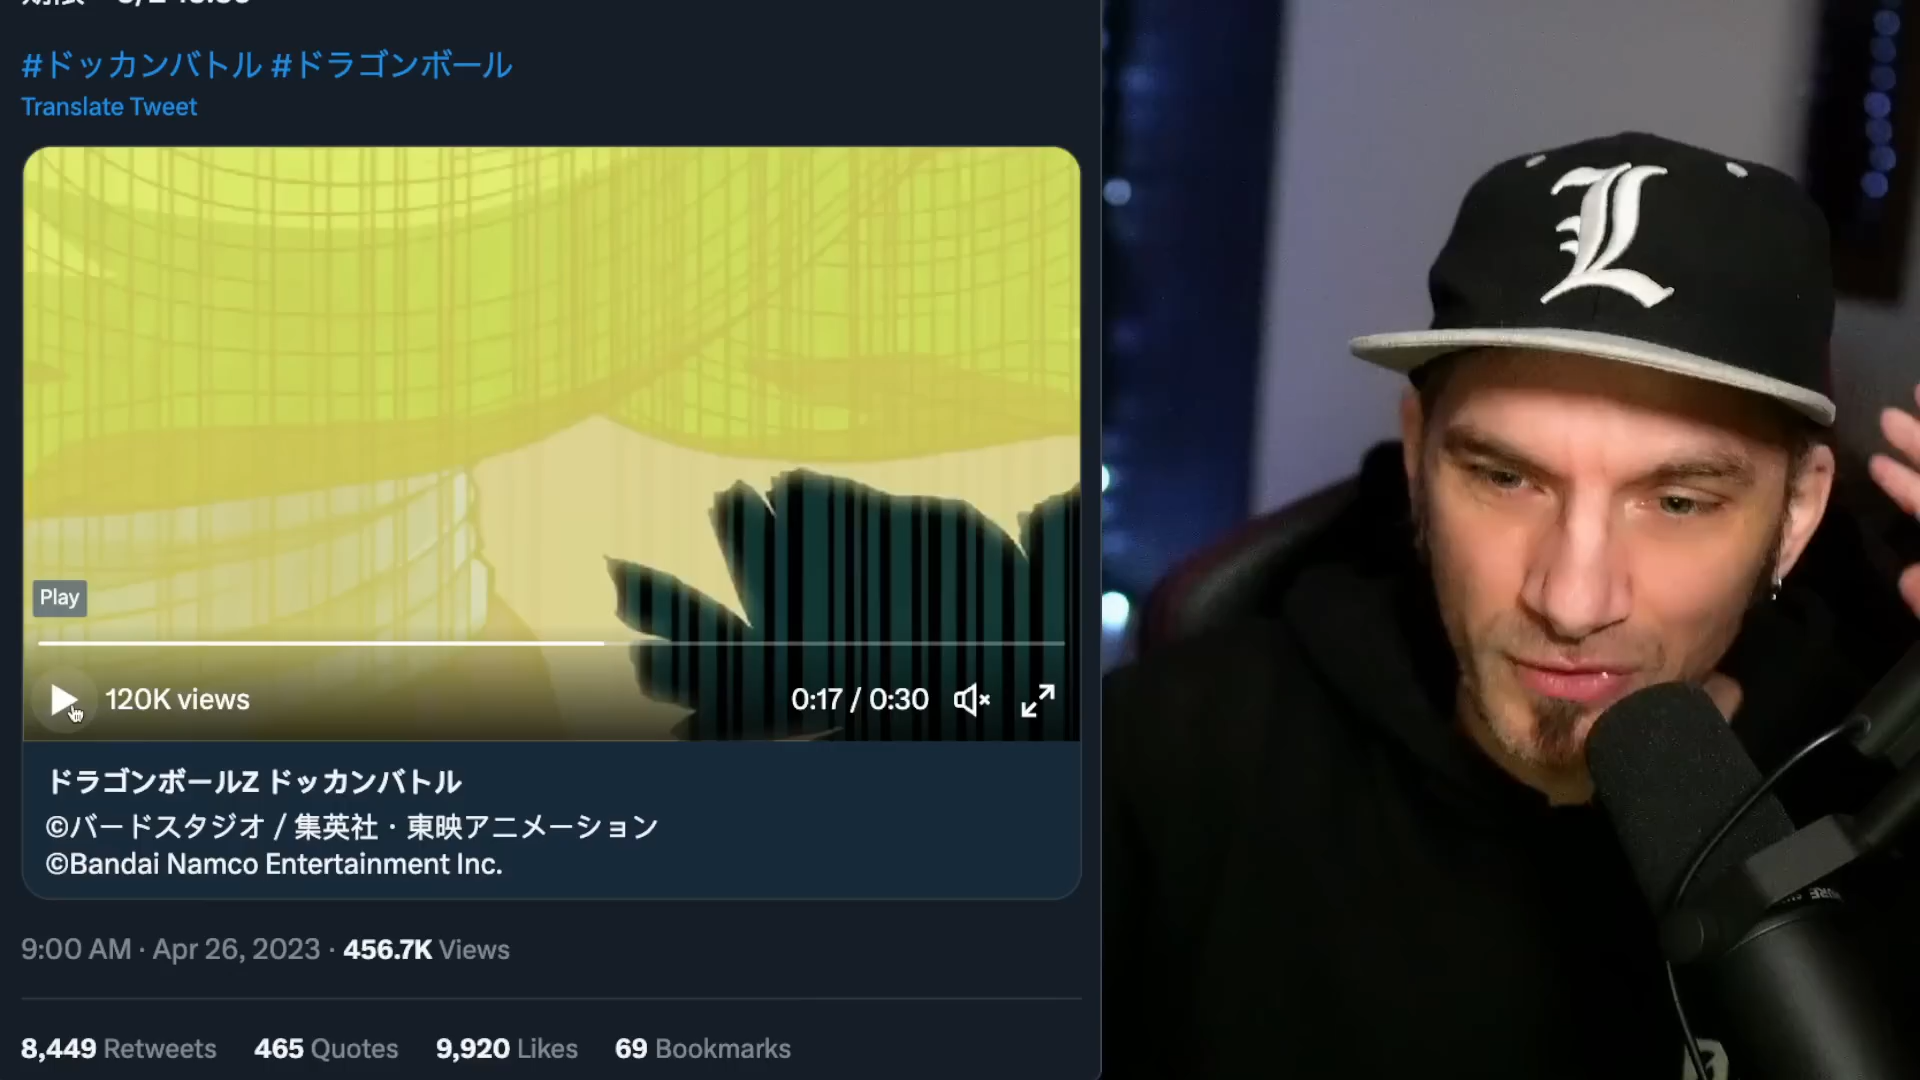 #ドッカンバトル #ドラゴンボール
Translate Tweet
Play
120K views
0:17 / 0:30
ドラゴンボールZ ドッカンバトル
©バードスタジオ / 集英社・東映アニメーション
©Bandai Namco Entertainment Inc.
9:00 AM · Apr 26, 2023 · 456.7K Views
8,449 Retweets 465 Quotes 9,920 Likes 69 Bookmarks
L